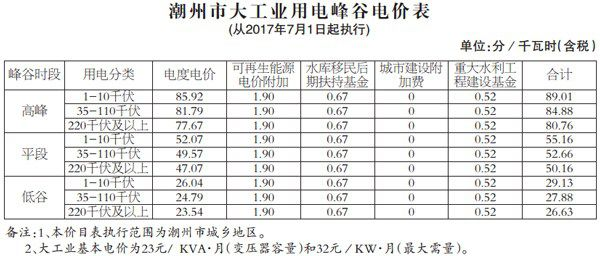 潮州市大工业用电峰谷电价表
(从2017年7月1日起执行)
单位:分/千瓦时(含税)
峰谷时段 用电分类 电度电价 可再生能源电价附加 水库移民后期扶持基金 城市建设附加费 重大水利工程建设基金 合计
高峰 1-10千伏 85.92 1.90 0.67 0 0.52 89.01
35-110千伏 81.79 1.90 0.67 0 0.52 84.88
220千伏及以上 77.67 1.90 0.67 0 0.52 80.76
平段 1-10千伏 52.07 1.90 0.67 0 0.52 55.16
35-110千伏 49.57 1.90 0.67 0 0.52 52.66
220千伏及以上 47.07 1.90 0.67 0 0.52 50.16
低谷 1-10千伏 26.04 1.90 0.67 0 0.52 29.13
35-110千伏 24.79 1.90 0.67 0 0.52 27.88
220千伏及以上 23.54 1.90 0.67 0 0.52 26.63
备注:1、本价目表执行范围为潮州市城乡地区。
2、大工业基本电价为23元/ KVA·月(变压器容量)和32元/KW·月(最大需量)。